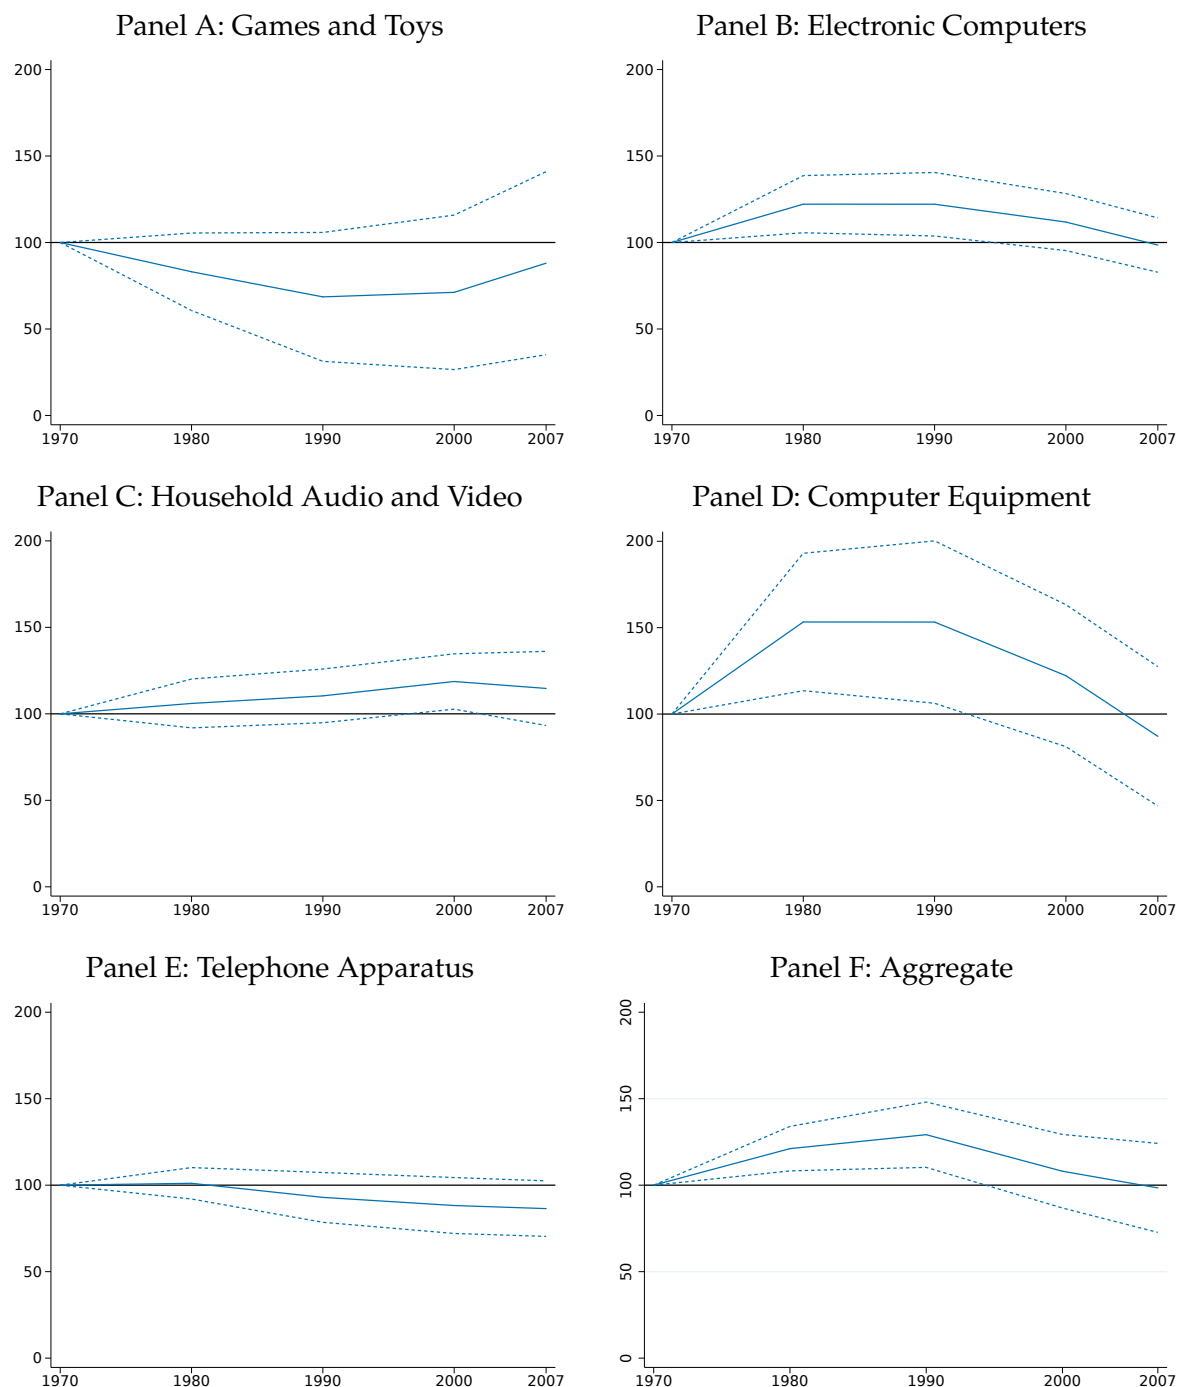 Panel A: Games and Toys
200
150
100
50
0
1970 1980 1990 2000 2007
Panel B: Electronic Computers
200
150
100
50
0
1970 1980 1990 2000 2007
Panel C: Household Audio and Video
200
150
100
50
0
1970 1980 1990 2000 2007
Panel D: Computer Equipment
200
150
100
50
0
1970 1980 1990 2000 2007
Panel E: Telephone Apparatus
200
150
100
50
0
1970 1980 1990 2000 2007
Panel F: Aggregate
200
150
100
50
0
1970 1980 1990 2000 2007